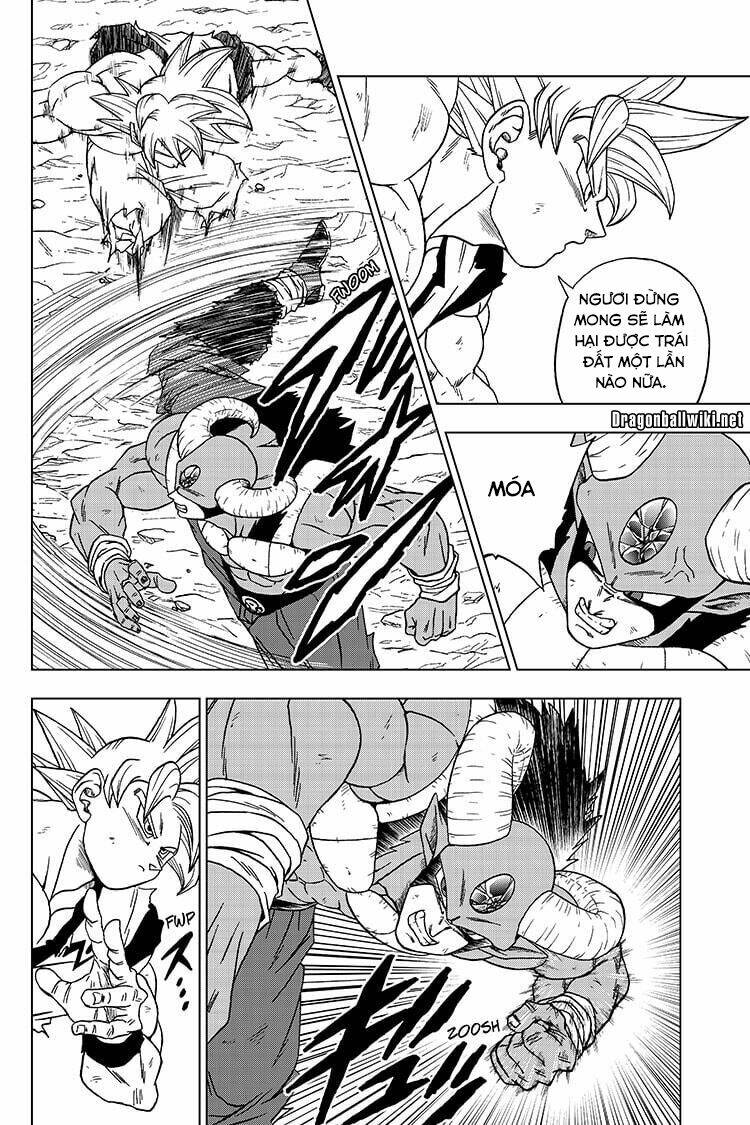 FWOOM
NGƯƠI ĐỪNG
MONG SẼ LÀM
HẠI ĐƯỢC TRÁI
ĐẤT MỘT LẦN
NÀO NỮA.
Dragonballwiki.net
MÓA
FWP
ス…
ZOOSH